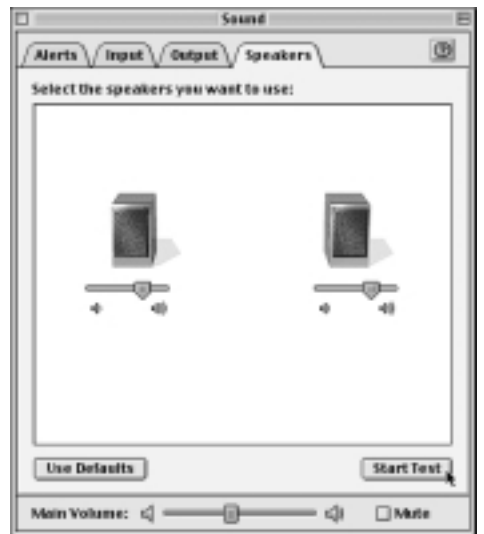 Sound
Alerts Input Output Speakers
Select the speakers you want to use:
Use Defaults Start Test
Main Volume: Mute